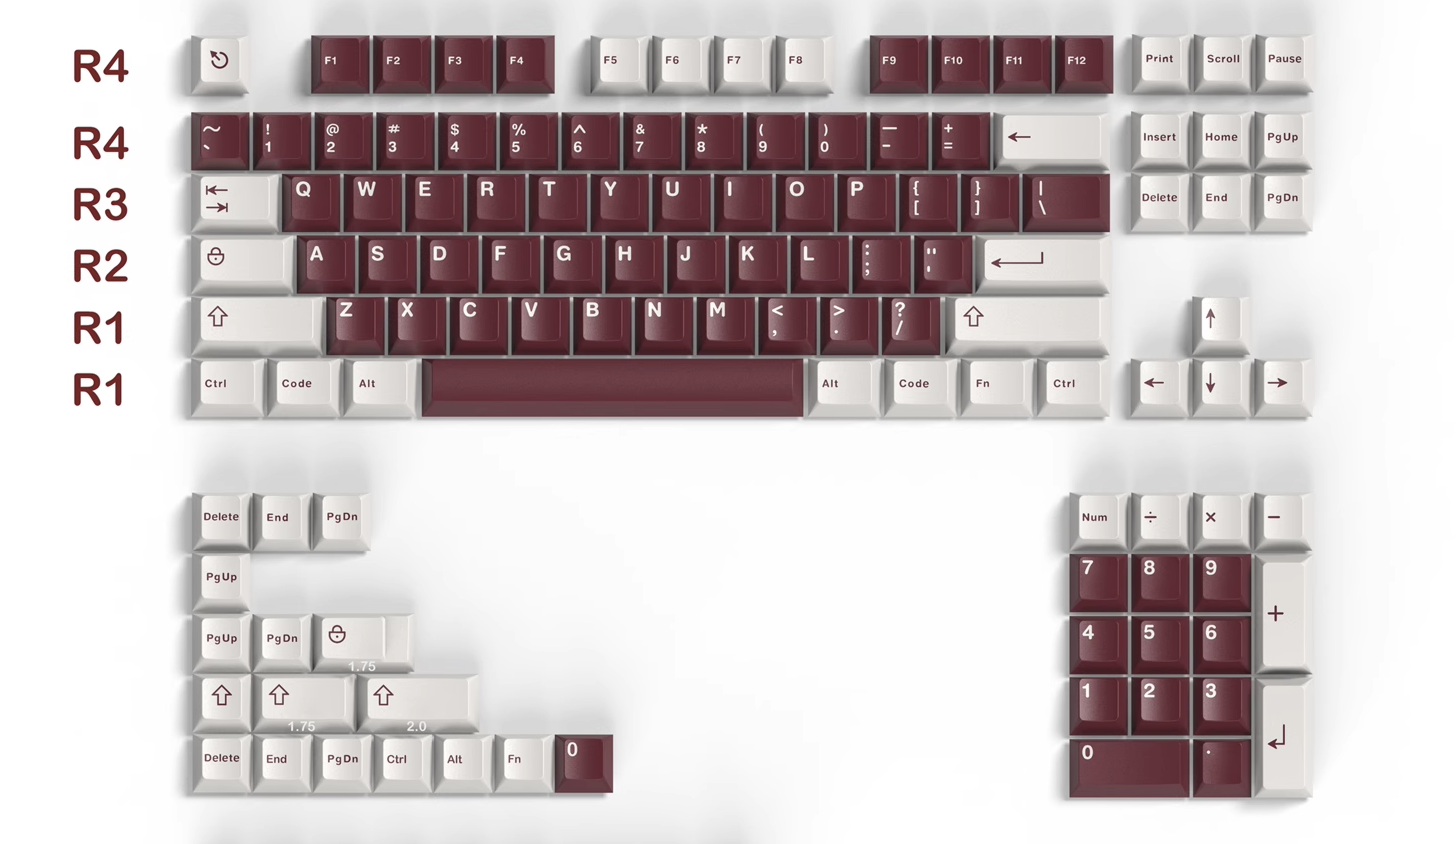 R4 F1 F2 F3 F4 F5 F6 F7 F8 F9 F10 F11 F12 Print Scroll Pause
R4 ~ ! @ # $ % ^ & * ( ) — +
` 1 2 3 4 5 6 7 8 9 0 - = ← Insert Home PgUp
R3 Q W E R T Y U I O P { } |
[ ] \ Delete End PgDn
R2 A S D F G H J K L : "
; '
R1 Z X C V B N M < > ?
, . / ↑
R1 Ctrl Code Alt Alt Code Fn Ctrl ← ↓ →
Delete End PgDn
PgUp
PgUp PgDn
1.75
1.75 2.0
Delete End PgDn Ctrl Alt Fn 0
Num ÷ × −
7 8 9
+
4 5 6
1 2 3
0 .